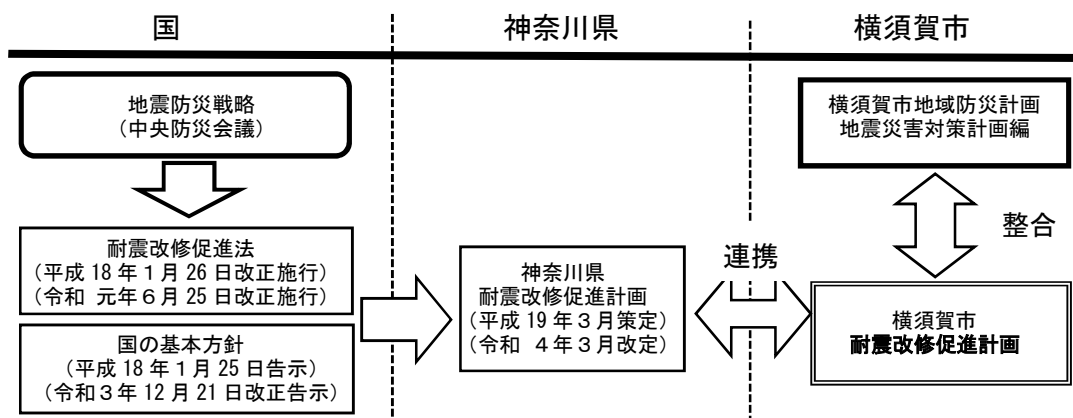 国
神奈川県
横須賀市
地震防災戦略
（中央防災会議）
横須賀市地域防災計画
地震災害対策計画編
整合
耐震改修促進法
（平成 18 年１月 26 日改正施行）
（令和 元年６月 25 日改正施行）
国の基本方針
（平成 18 年１月 25 日告示）
（令和３年 12 月 21 日改正告示）
神奈川県
耐震改修促進計画
（平成 19 年３月策定）
（令和 ４年３月改定）
連携
横須賀市
耐震改修促進計画